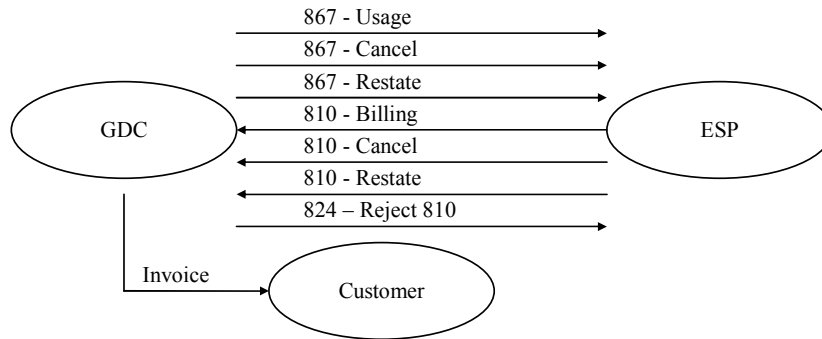 867 - Usage
867 - Cancel
867 - Restate
810 - Billing
GDC
ESP
810 - Cancel
810 - Restate
824 – Reject 810
Invoice
Customer